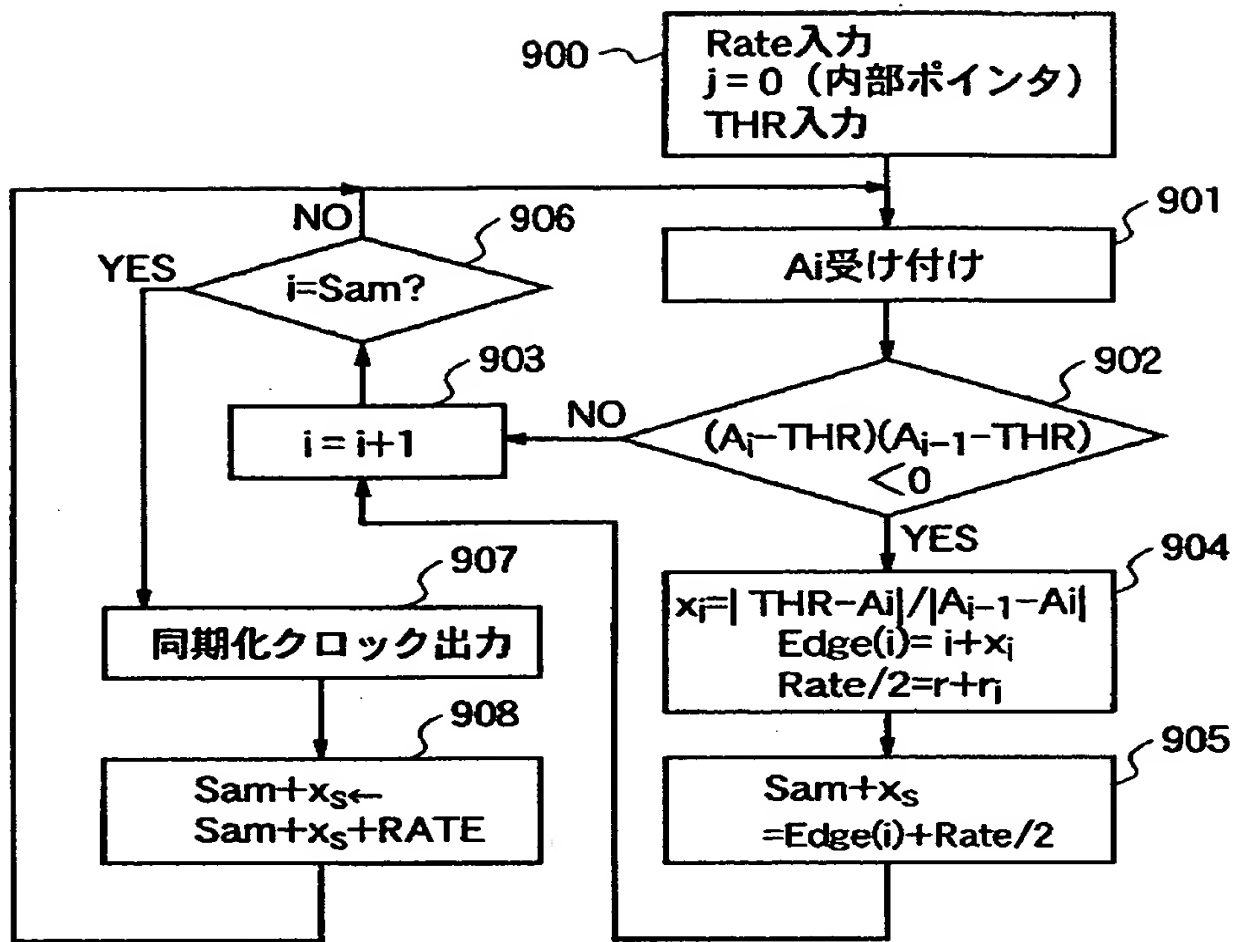 900
Rate入力
j = 0（内部ポインタ）
THR入力
901
Ai受け付け
902
(Ai−THR)(Ai−1−THR)
<0
NO
YES
903
i = i+1
906
i=Sam?
NO
YES
904
xi=| THR−Ai|/|Ai−1−Ai|
Edge(i)= i+xi
Rate/2=r+ri
905
Sam+xs
=Edge(i)+Rate/2
907
同期化クロック出力
908
Sam+xs←
Sam+xs+RATE